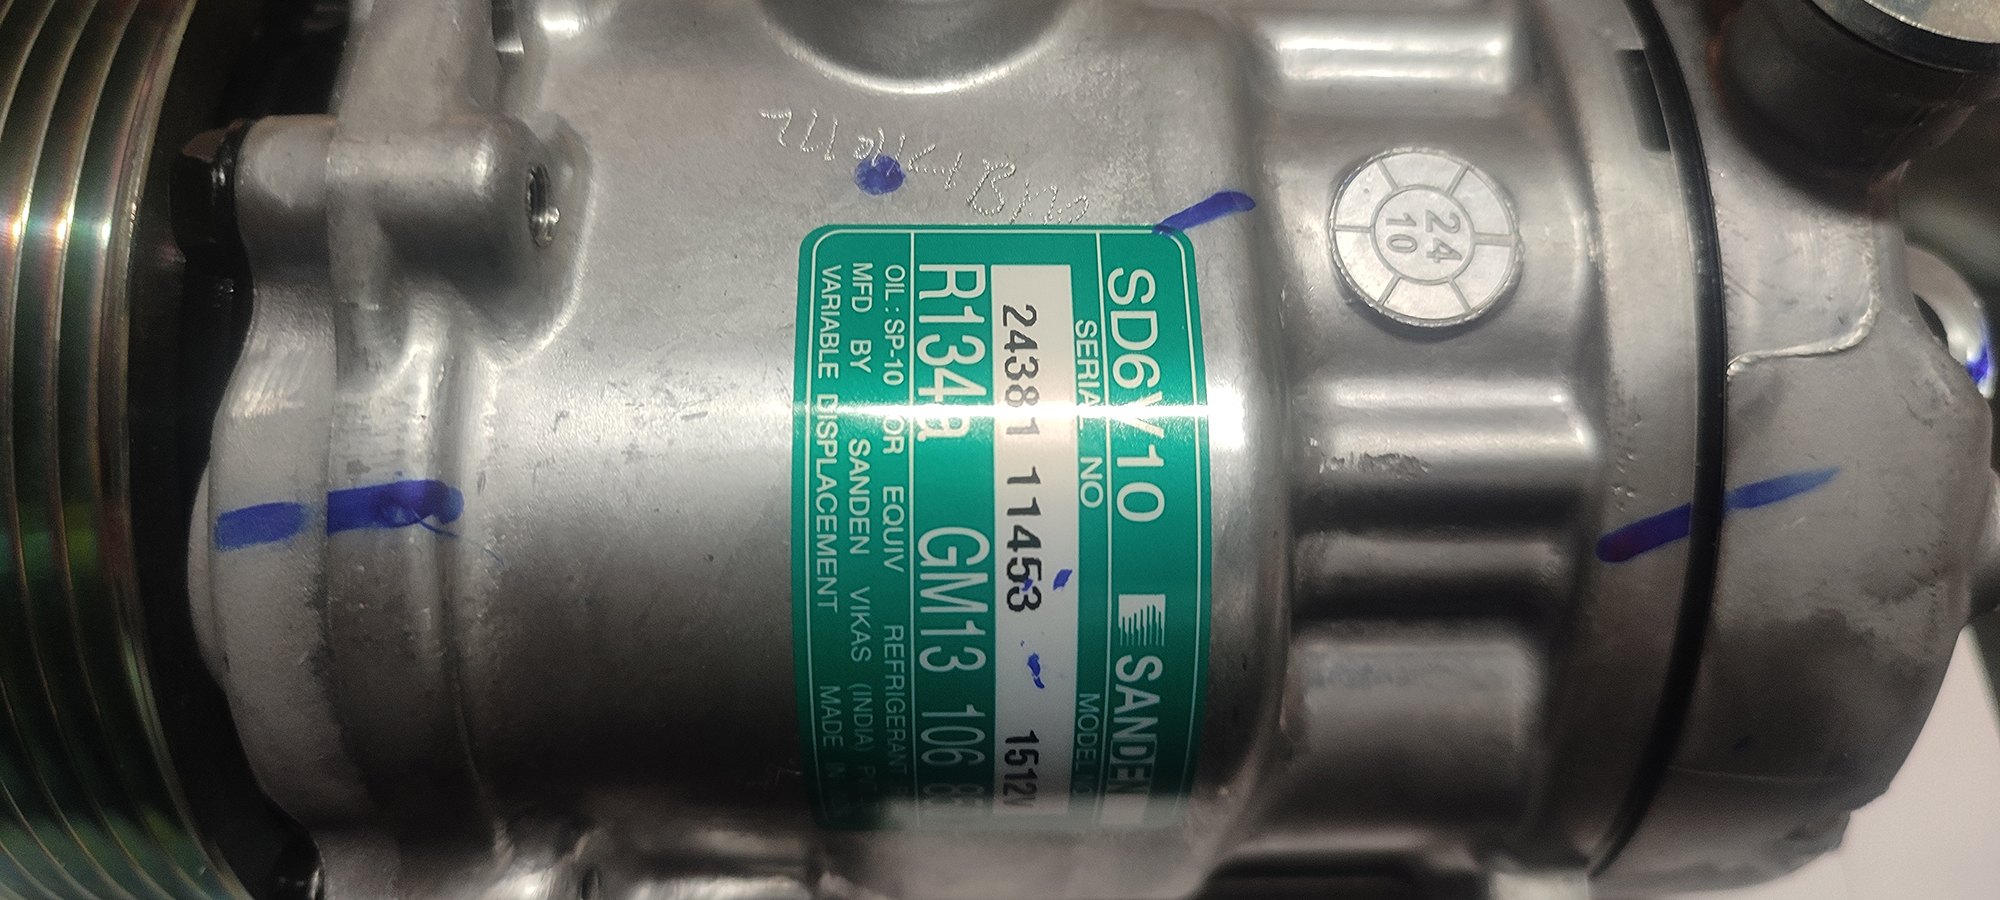 SD6V10 SANDEN
SERIAL NO MODEL NO
24381 11453 1512
R134a GM13 106
OIL : SP-10 OR EQUIV REFRIGERANT
MFD BY SANDEN VIKAS (INDIA)
VARIABLE DISPLACEMENT MADE IN
24
10